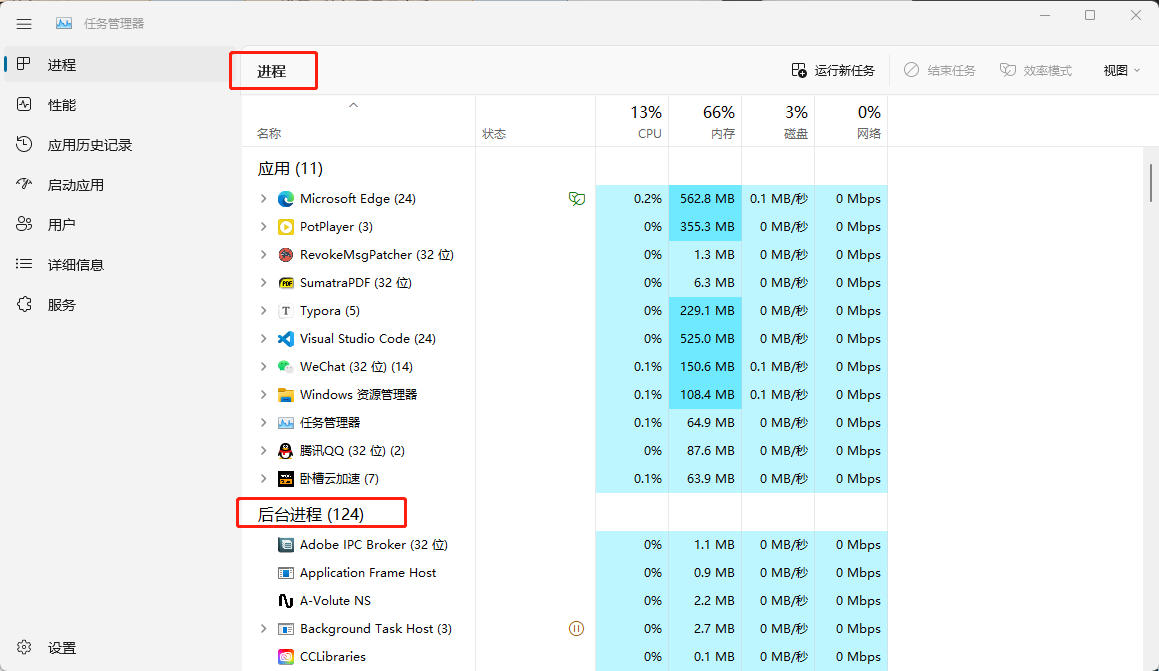 任务管理器
进程
性能
应用历史记录
启动应用
用户
详细信息
服务
设置
进程
运行新任务 结束任务 效率模式 视图
13% 66% 3% 0%
名称 状态 CPU 内存 磁盘 网络
应用 (11)
Microsoft Edge (24) 0.2% 562.8 MB 0.1 MB/秒 0 Mbps
PotPlayer (3) 0% 355.3 MB 0 MB/秒 0 Mbps
RevokeMsgPatcher (32 位) 0% 1.3 MB 0 MB/秒 0 Mbps
SumatraPDF (32 位) 0% 6.3 MB 0 MB/秒 0 Mbps
Typora (5) 0% 229.1 MB 0 MB/秒 0 Mbps
Visual Studio Code (24) 0% 525.0 MB 0 MB/秒 0 Mbps
WeChat (32 位) (14) 0.1% 150.6 MB 0.1 MB/秒 0 Mbps
Windows 资源管理器 0.1% 108.4 MB 0.1 MB/秒 0 Mbps
任务管理器 0.1% 64.9 MB 0 MB/秒 0 Mbps
腾讯QQ (32 位) (2) 0% 87.6 MB 0 MB/秒 0 Mbps
卧槽云加速 (7) 0.1% 63.9 MB 0 MB/秒 0 Mbps
后台进程 (124)
Adobe IPC Broker (32 位) 0% 1.1 MB 0 MB/秒 0 Mbps
Application Frame Host 0% 0.9 MB 0 MB/秒 0 Mbps
A-Volute NS 0% 2.2 MB 0 MB/秒 0 Mbps
Background Task Host (3) 0% 2.7 MB 0 MB/秒 0 Mbps
CCLibraries 0% 0.1 MB 0 MB/秒 0 Mbps